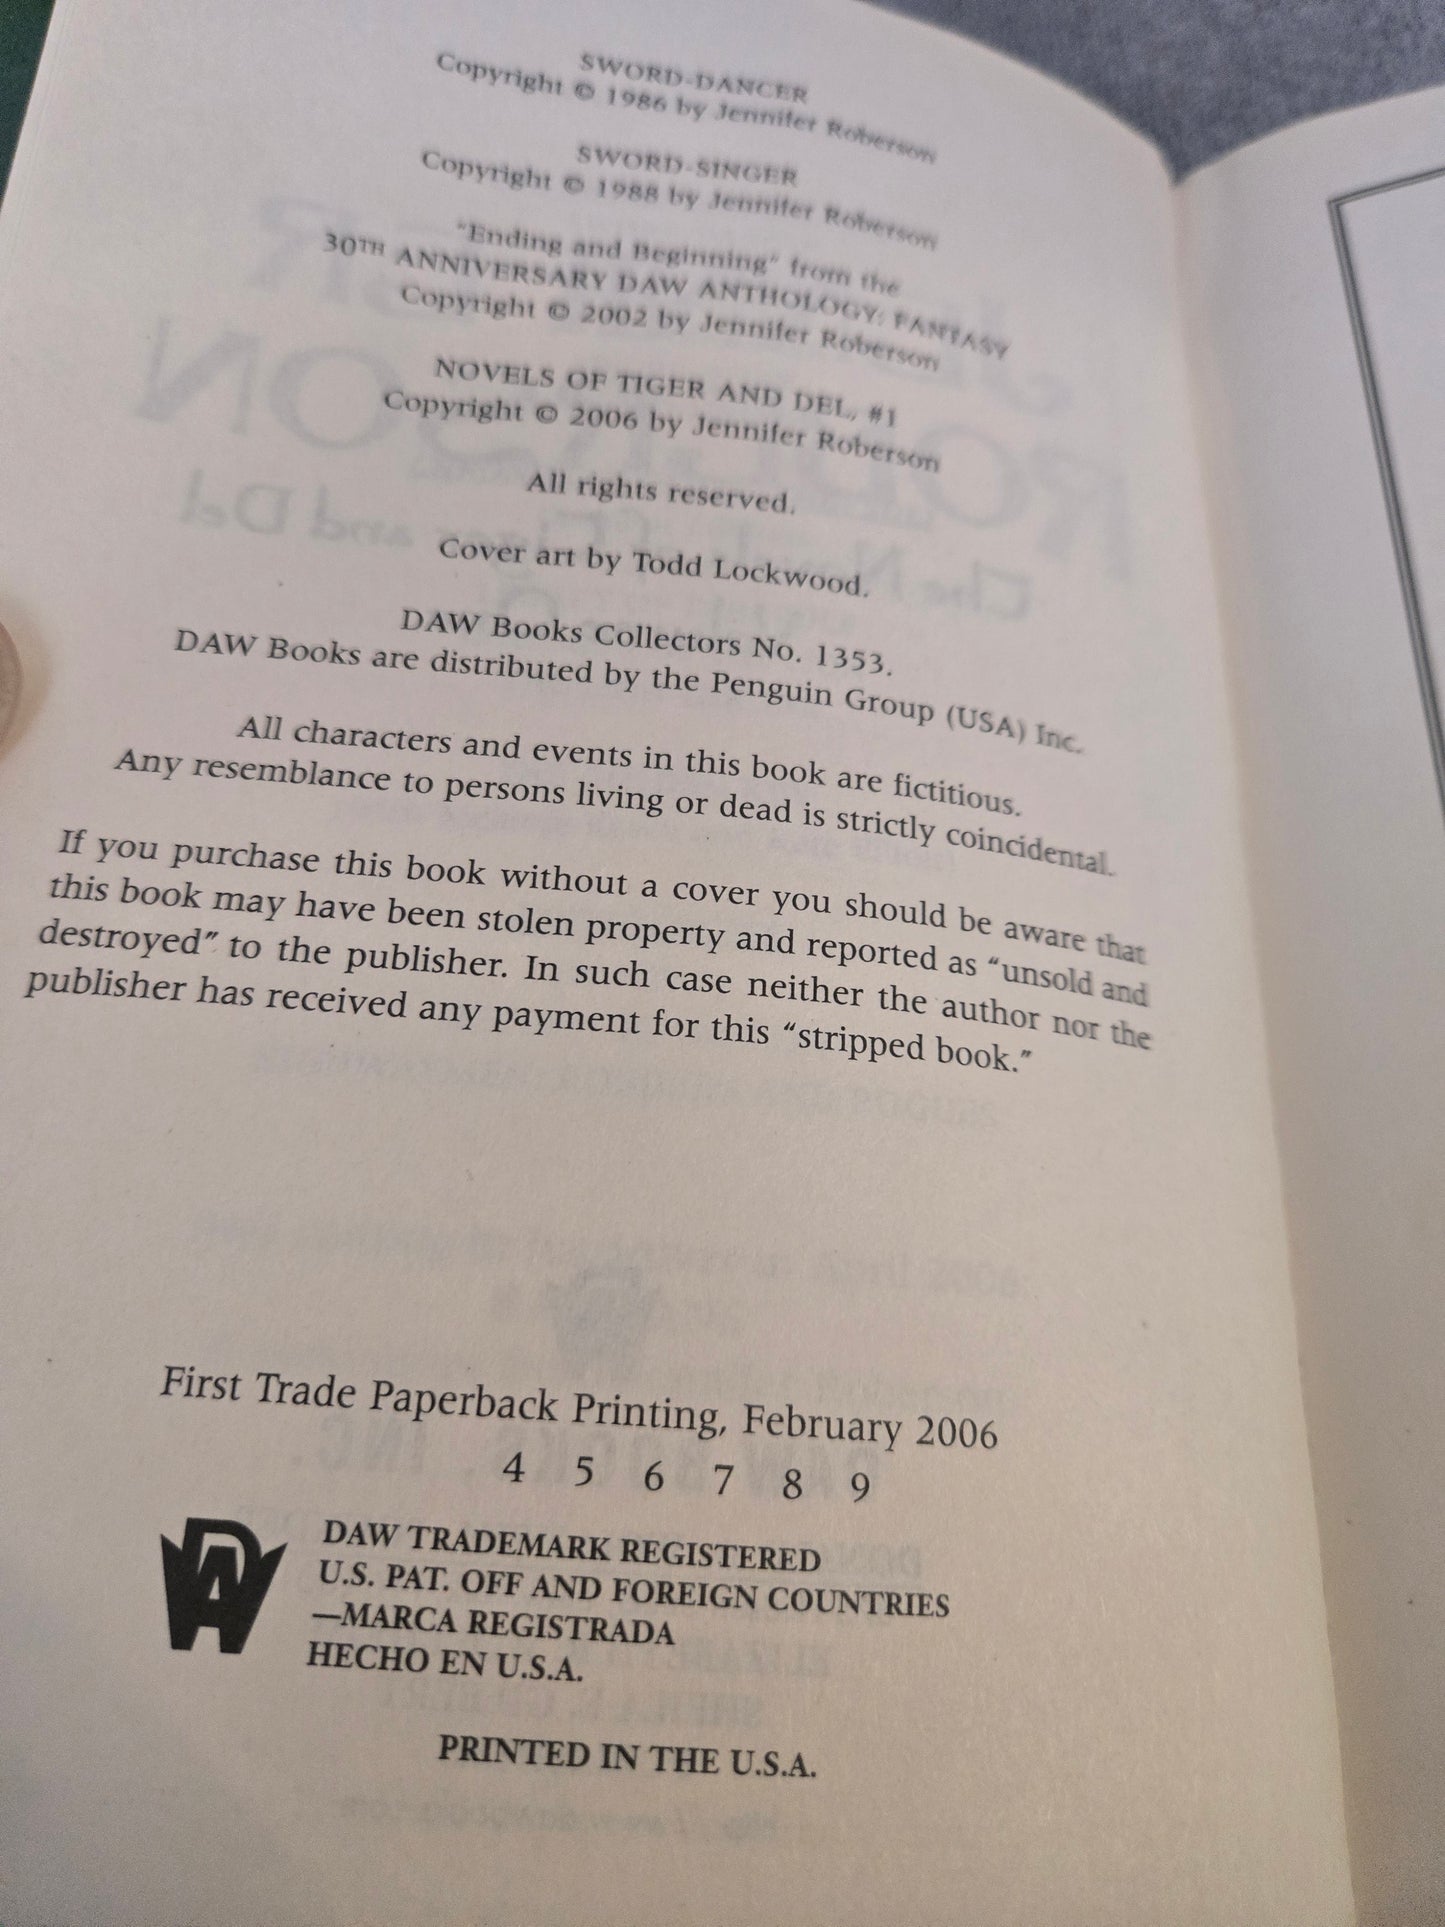 SWORD-DANCER
Copyright © 1986 by Jennifer Roberson
SWORD-SINGER
Copyright © 1988 by Jennifer Roberson
"Ending and Beginning" from the
30TH ANNIVERSARY DAW ANTHOLOGY: FANTASY
Copyright © 2002 by Jennifer Roberson
NOVELS OF TIGER AND DEL, #1
Copyright © 2006 by Jennifer Roberson
All rights reserved.
Cover art by Todd Lockwood.
DAW Books Collectors No. 1353.
DAW Books are distributed by the Penguin Group (USA) Inc.
All characters and events in this book are fictitious.
Any resemblance to persons living or dead is strictly coincidental.
If you purchase this book without a cover you should be aware that
this book may have been stolen property and reported as "unsold and
destroyed" to the publisher. In such case neither the author nor the
publisher has received any payment for this "stripped book."
First Trade Paperback Printing, February 2006
4 5 6 7 8 9
DAW
DAW TRADEMARK REGISTERED
U.S. PAT. OFF AND FOREIGN COUNTRIES
—MARCA REGISTRADA
HECHO EN U.S.A.
PRINTED IN THE U.S.A.